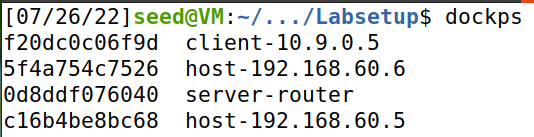 [07/26/22]seed@VM:~/.../Labsetup$ dockps
f20dc0c06f9d  client-10.9.0.5
5f4a754c7526  host-192.168.60.6
0d8ddf076040  server-router
c16b4be8bc68  host-192.168.60.5